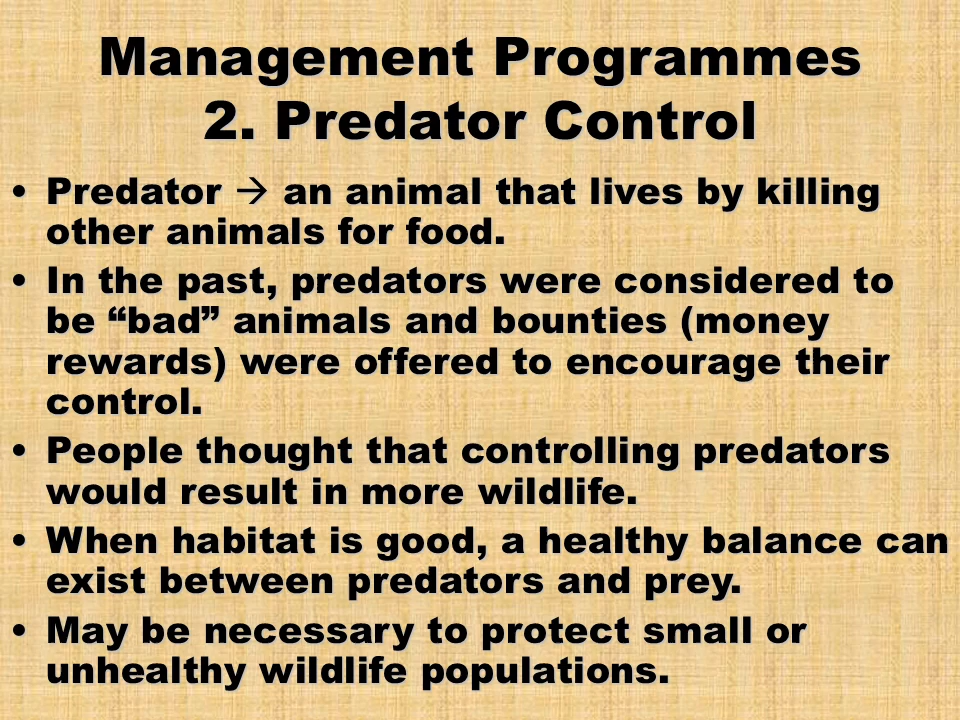 Management Programmes
2. Predator Control
• Predator → an animal that lives by killing
other animals for food.
• In the past, predators were considered to
be “bad” animals and bounties (money
rewards) were offered to encourage their
control.
• People thought that controlling predators
would result in more wildlife.
• When habitat is good, a healthy balance can
exist between predators and prey.
• May be necessary to protect small or
unhealthy wildlife populations.